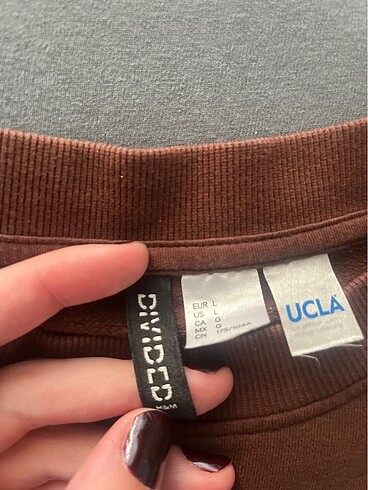 DIVIDED
H&M
EUR L
US L
CA G
MX G
CN 175/104A
UCLA